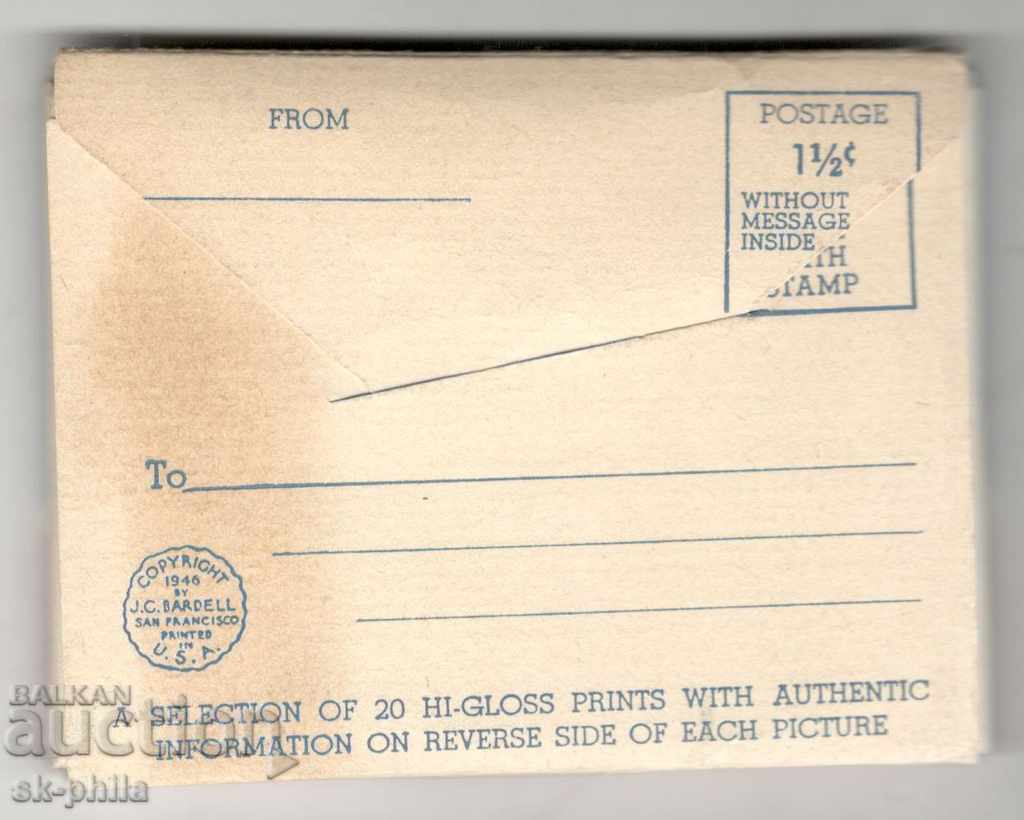 FROM
POSTAGE
1½¢
WITHOUT
MESSAGE
INSIDE
STAMP
To
COPYRIGHT
1946
BY
J.C. BARDELL
SAN FRANCISCO
PRINTED
IN
U.S.A.
A SELECTION OF 20 HI-GLOSS PRINTS WITH AUTHENTIC
INFORMATION ON REVERSE SIDE OF EACH PICTURE
BALKAN
auction
sk-phila